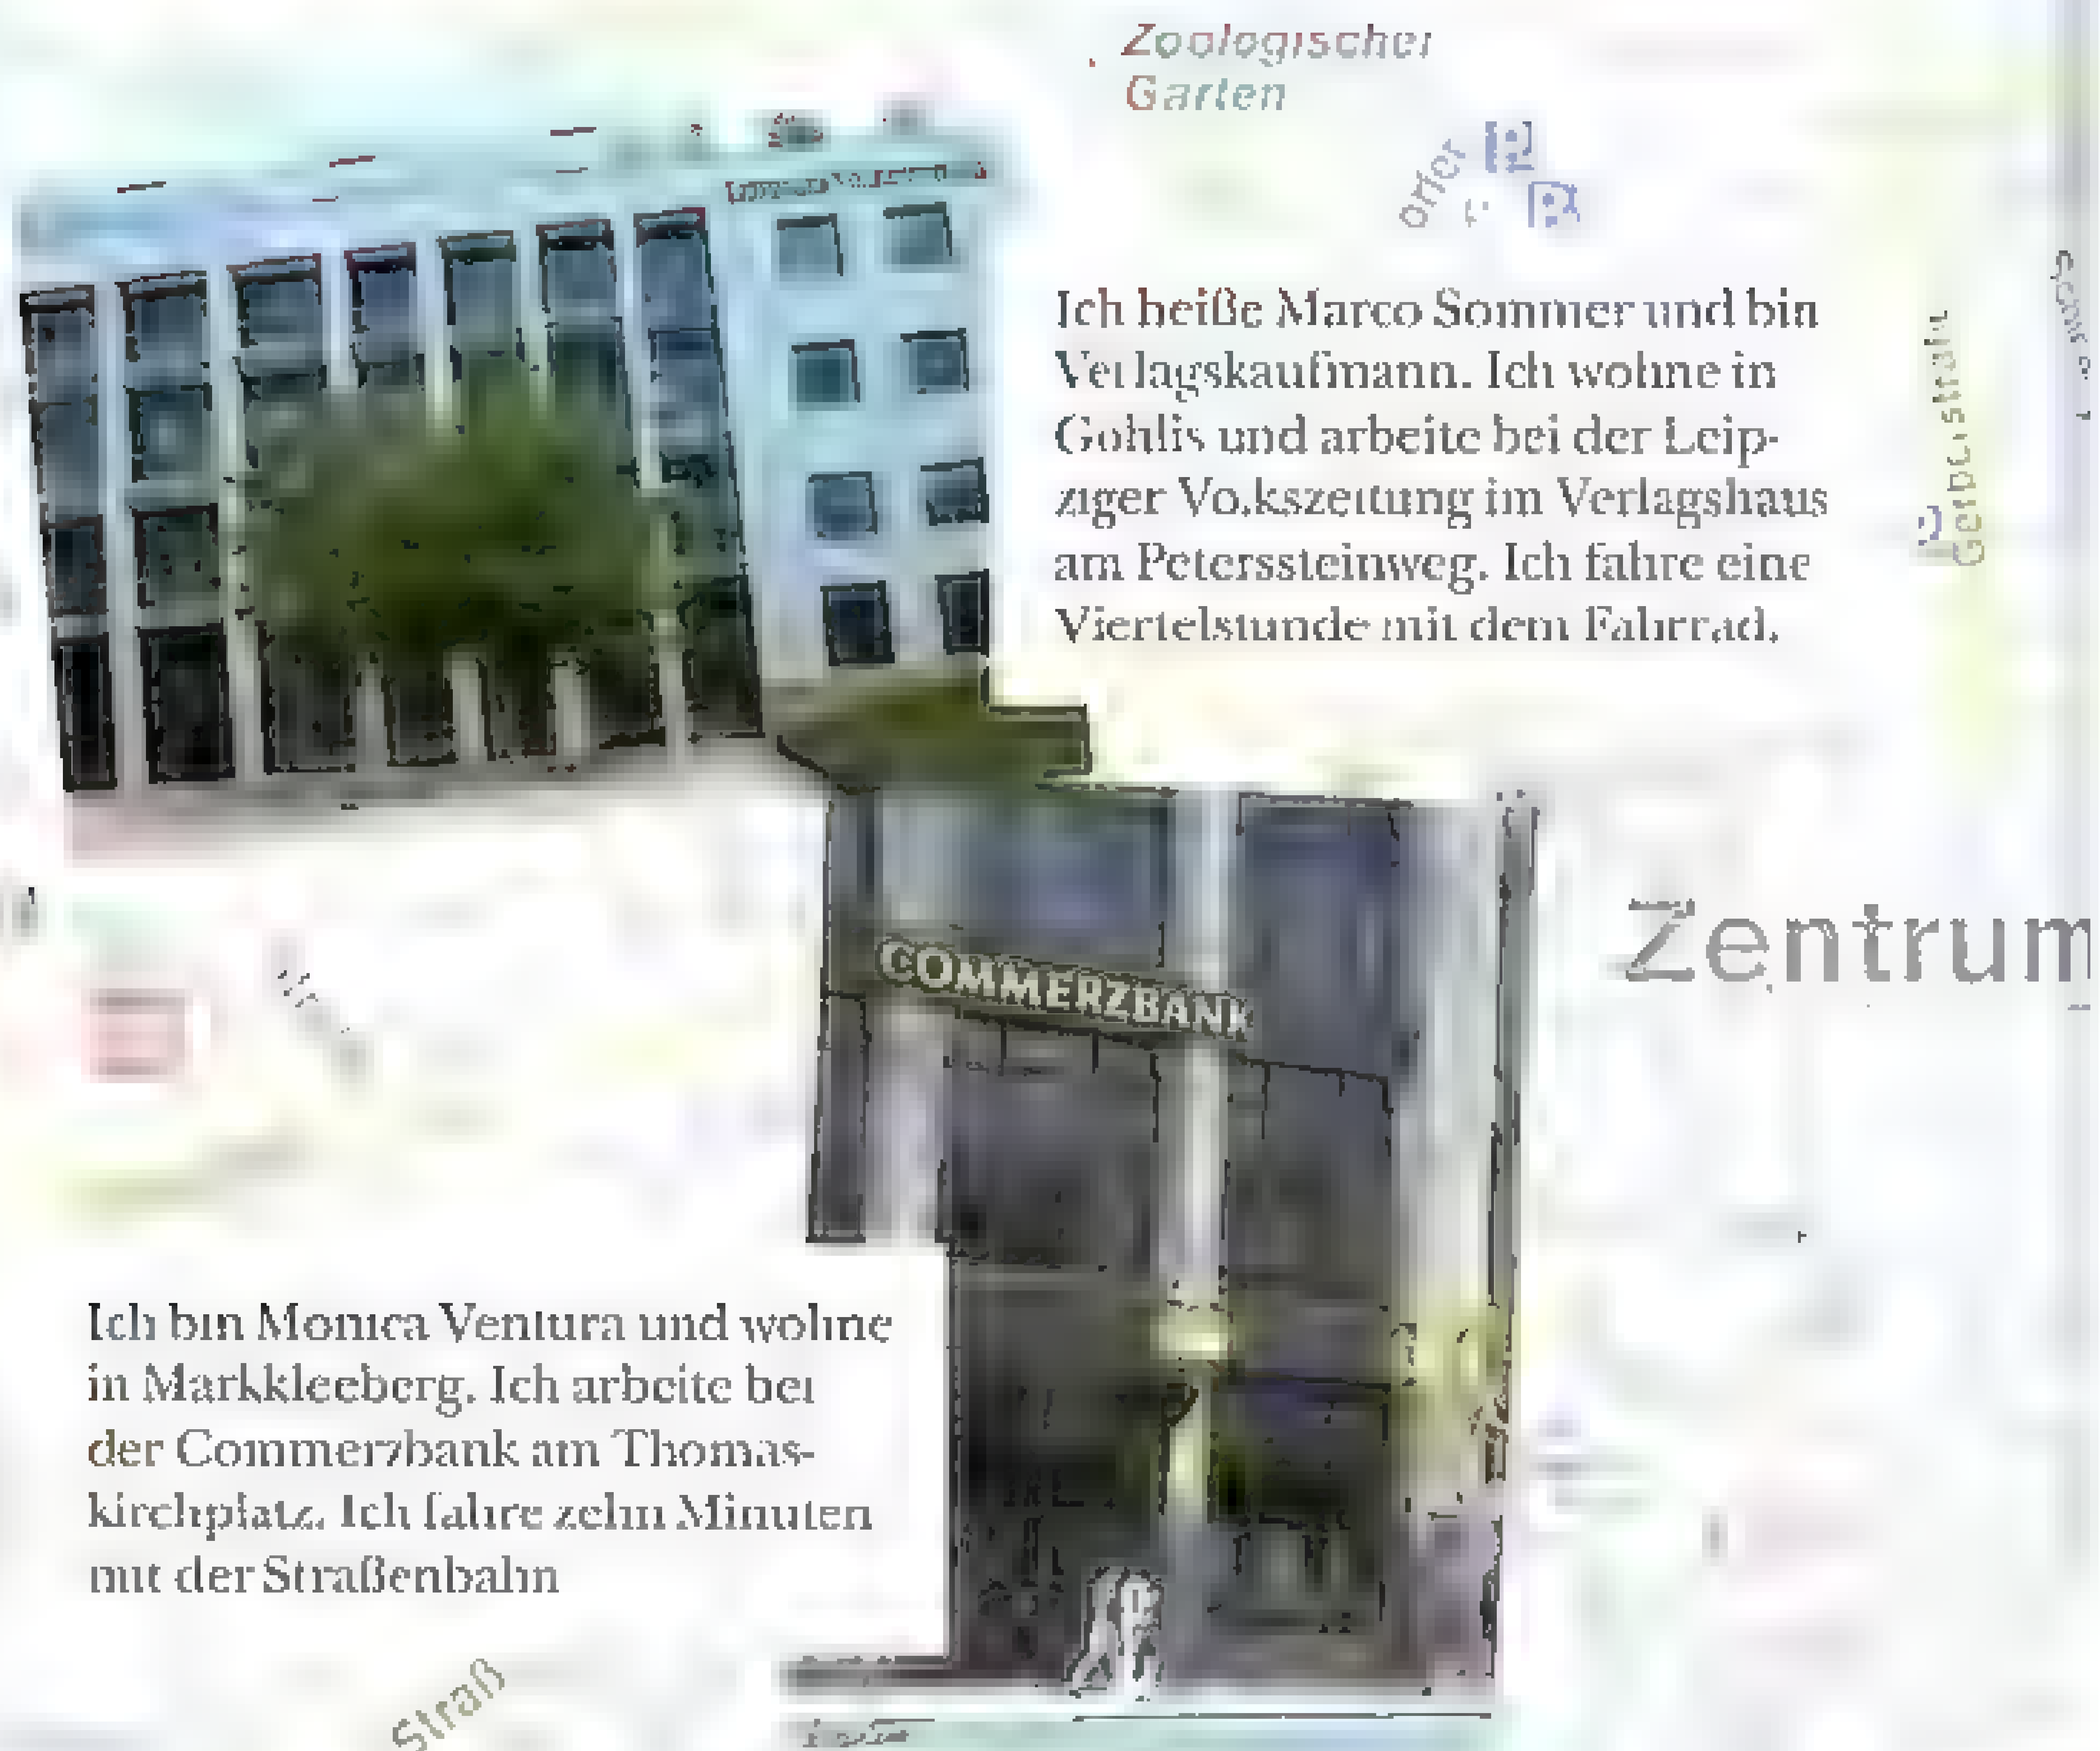 Zoologischer
Garten
Ich heiße Marco Sommer und bin
Verlagskaufmann. Ich wohne in
Gohlis und arbeite bei der Leip-
ziger Volkszeitung im Verlagshaus
am Peterssteinweg. Ich fahre eine
Viertelstunde mit dem Fahrrad.
Zentrum
COMMERZBANK
Ich bin Monica Ventura und wohne
in Markkleeberg. Ich arbeite bei
der Commerzbank am Thomas-
kirchplatz. Ich fahre zehn Minuten
mit der Straßenbahn
Straß